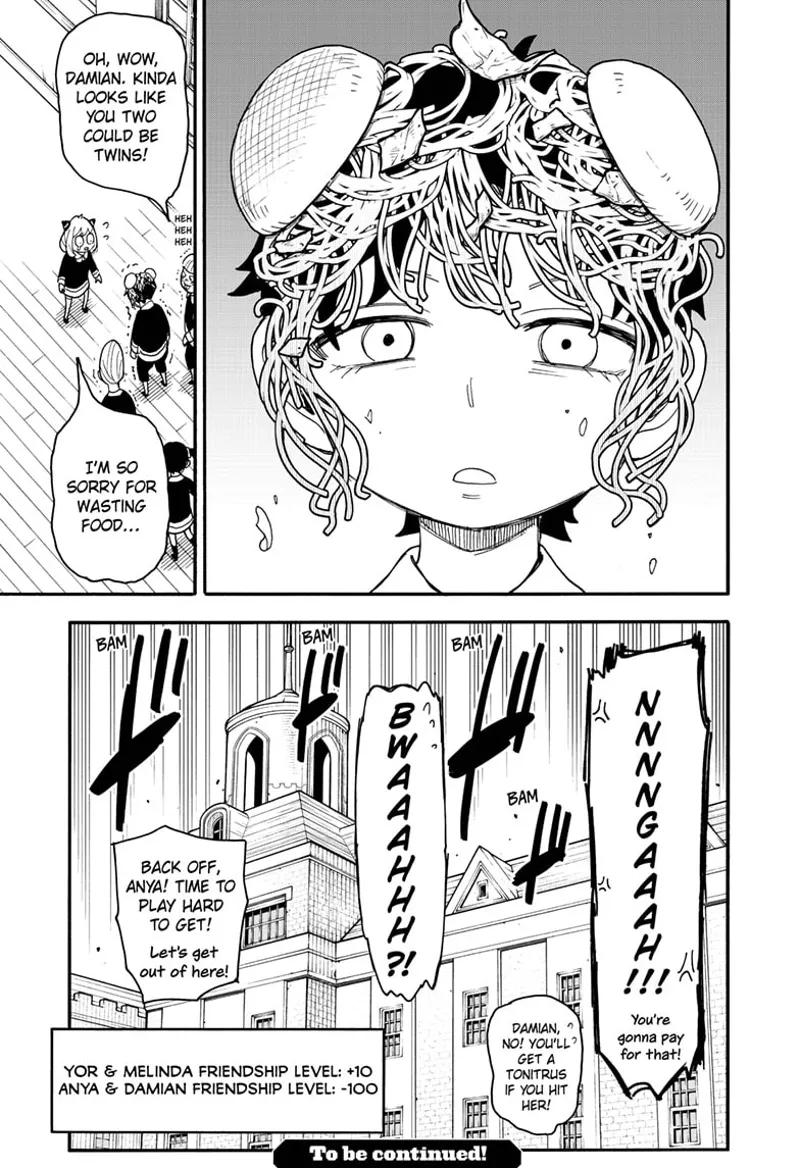 OH, WOW,
DAMIAN. KINDA
LOOKS LIKE
YOU TWO
COULD BE
TWINS!
HEH
HEH
HEH
I'M SO
SORRY FOR
WASTING
FOOD...
NNNNGAAAH!!!
You're
gonna pay
for that!
BAM
BAM
BAM
BAM
BWAAAHHH?!
DAMIAN,
NO! YOU'LL
GET A
TONITRUS
IF YOU HIT
HER!
BACK OFF,
ANYA! TIME TO
PLAY HARD
TO GET!
Let's get
out of here!
YOR & MELINDA FRIENDSHIP LEVEL: +10
ANYA & DAMIAN FRIENDSHIP LEVEL: -100
To be continued!